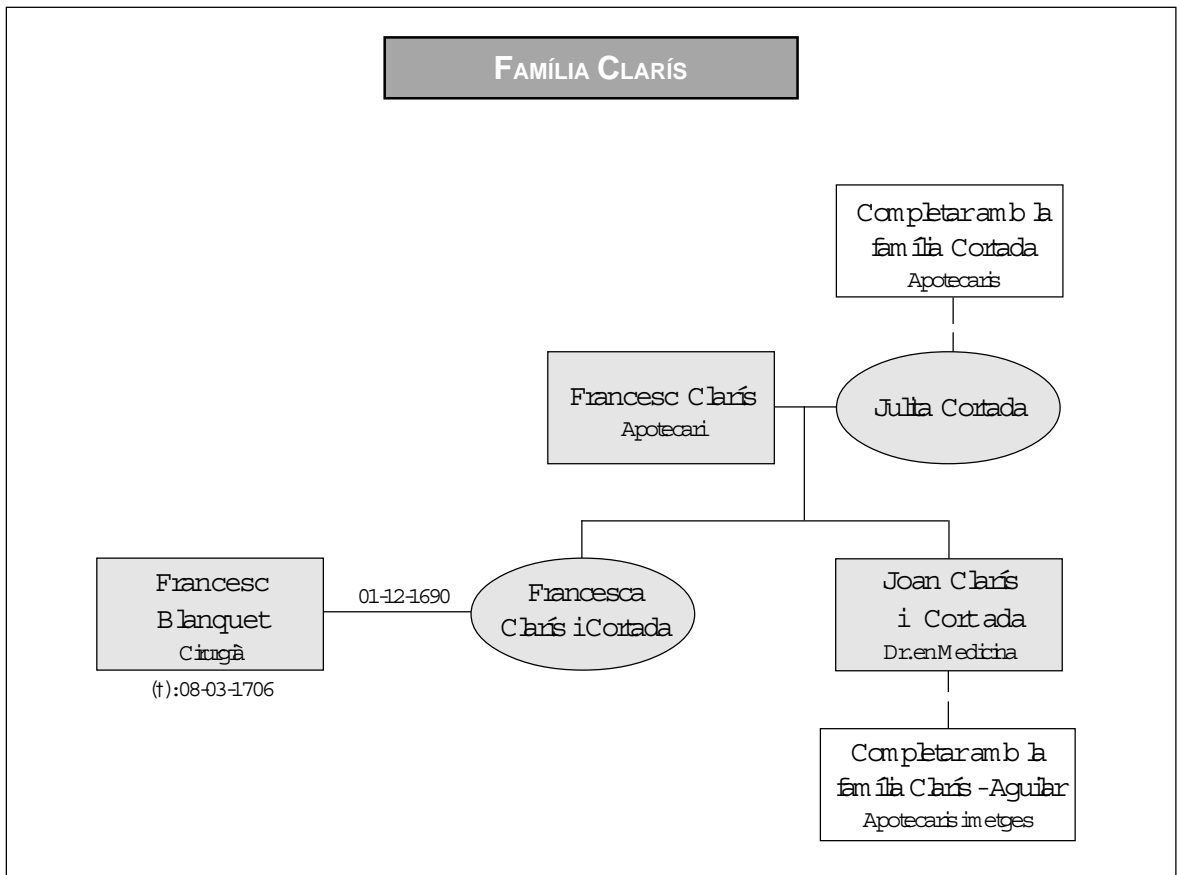 FAMÍLIA CLARÍS
Completar amb la
família Cortada
Apotecaris
Francesc Clarís
Apotecari
Julita Cortada
Francesc
Blanquet
Cirurgià
(†):08-03-1706
01-12-1690
Francesca
Clarís i Cortada
Joan Clarís
i Cortada
Dr. en Medicina
Completar amb la
família Clarís - Aguilar
Apotecaris i metges